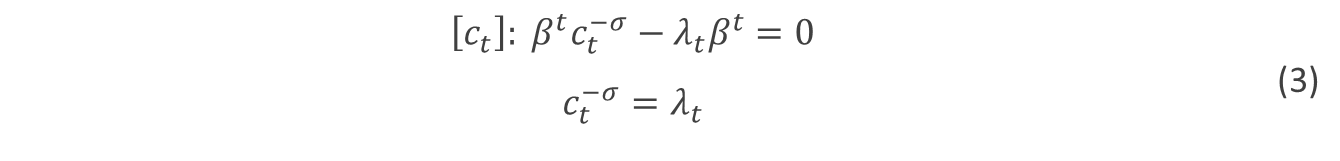 [c_t]: β^t c_t^{-σ} − λ_t β^t = 0
(3)
c_t^{-σ} = λ_t